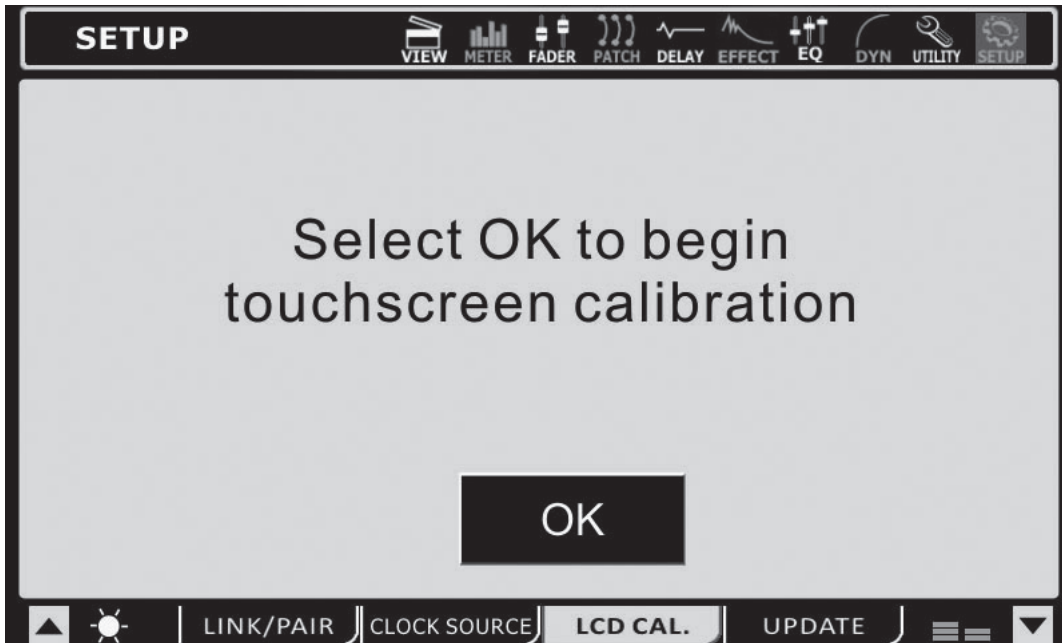 SETUP
VIEW METER FADER PATCH DELAY EFFECT EQ DYN UTILITY SETUP
Select OK to begin
touchscreen calibration
OK
LINK/PAIR CLOCK SOURCE LCD CAL. UPDATE